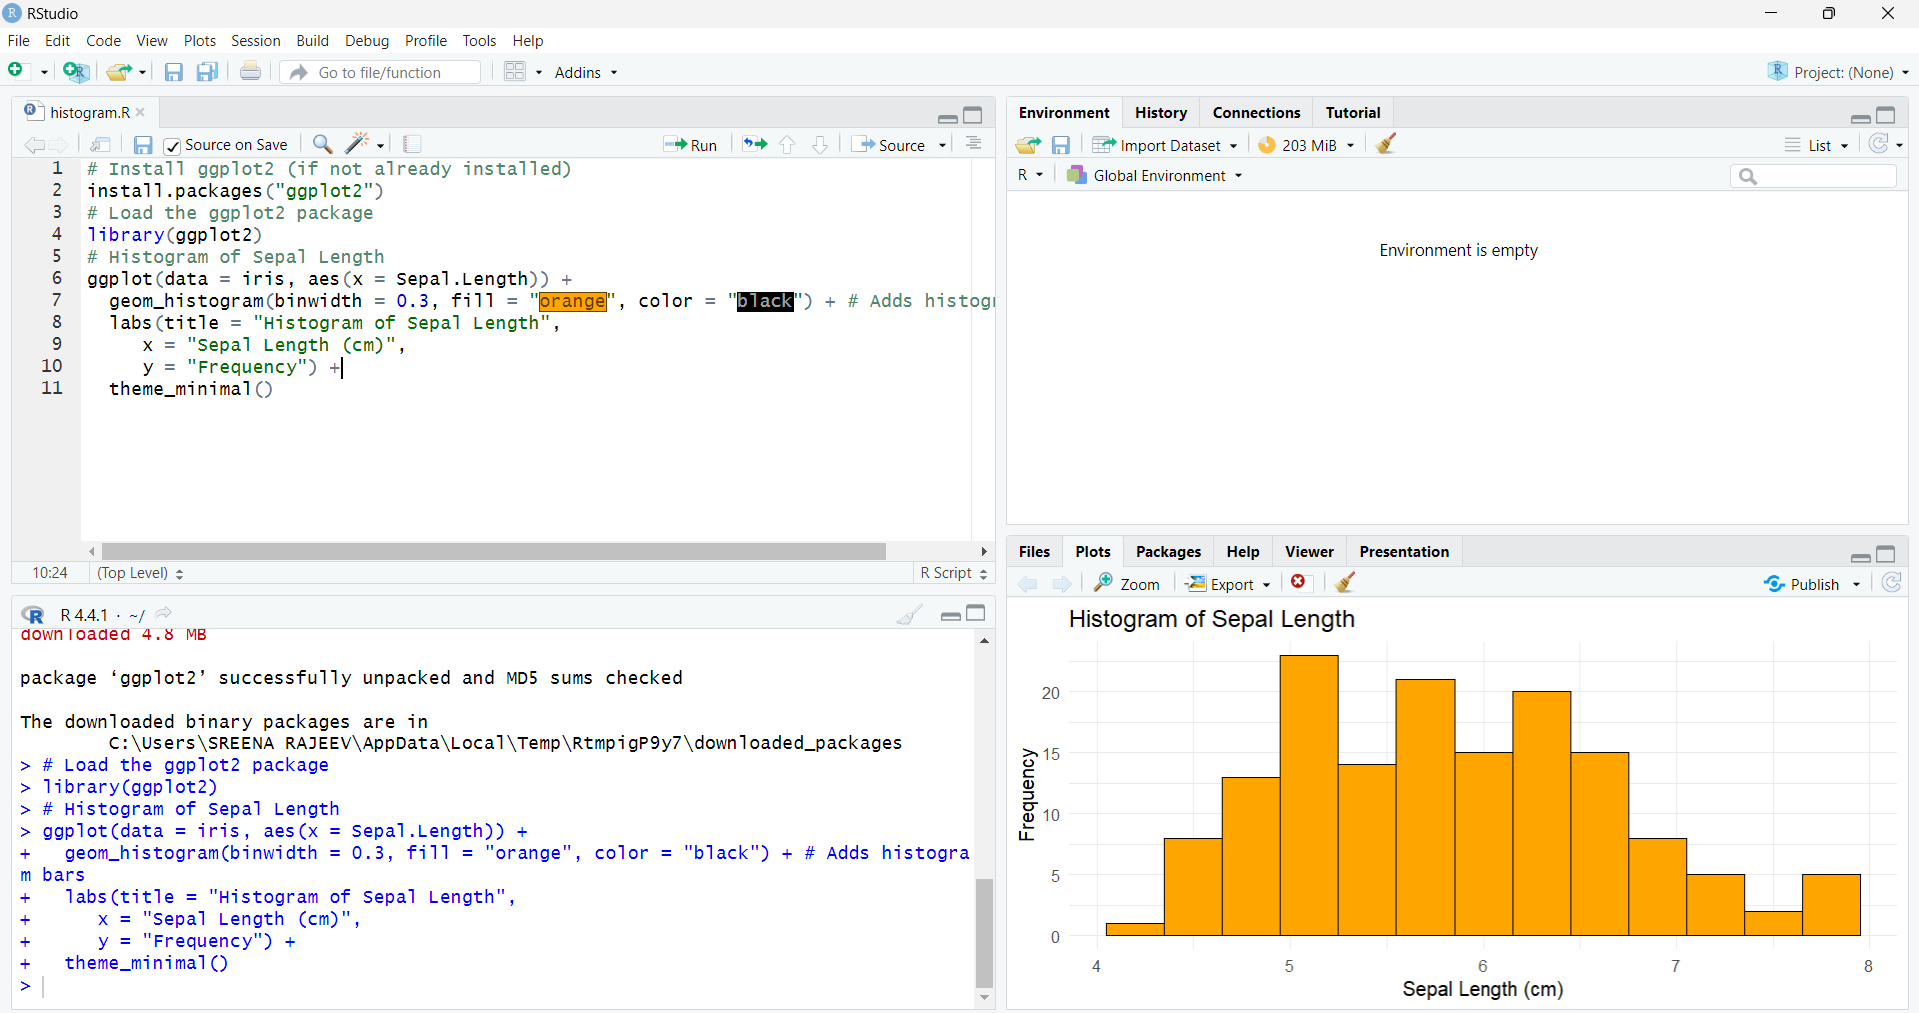 RStudio
File Edit Code View Plots Session Build Debug Profile Tools Help
Go to file/function Addins Project: (None)
histogram.R
Source on Save Run Source
1 # Install ggplot2 (if not already installed)
2 install.packages("ggplot2")
3 # Load the ggplot2 package
4 library(ggplot2)
5 # Histogram of Sepal Length
6 ggplot(data = iris, aes(x = Sepal.Length)) +
7 geom_histogram(binwidth = 0.3, fill = "orange", color = "black") + # Adds histogr
8 labs(title = "Histogram of Sepal Length",
9 x = "Sepal Length (cm)",
10 y = "Frequency") +
11 theme_minimal()
10:24 (Top Level) R Script
R 4.4.1 · ~/
downloaded 4.8 MB
package ‘ggplot2’ successfully unpacked and MD5 sums checked
The downloaded binary packages are in
C:\Users\SREENA RAJEEV\AppData\Local\Temp\RtmpigP9y7\downloaded_packages
> # Load the ggplot2 package
> library(ggplot2)
> # Histogram of Sepal Length
> ggplot(data = iris, aes(x = Sepal.Length)) +
+ geom_histogram(binwidth = 0.3, fill = "orange", color = "black") + # Adds histogra
m bars
+ labs(title = "Histogram of Sepal Length",
+ x = "Sepal Length (cm)",
+ y = "Frequency") +
+ theme_minimal()
>
Environment History Connections Tutorial
Import Dataset 203 MiB List
R Global Environment
Environment is empty
Files Plots Packages Help Viewer Presentation
Zoom Export Publish
Histogram of Sepal Length
Frequency
20
15
10
5
0
4 5 6 7 8
Sepal Length (cm)